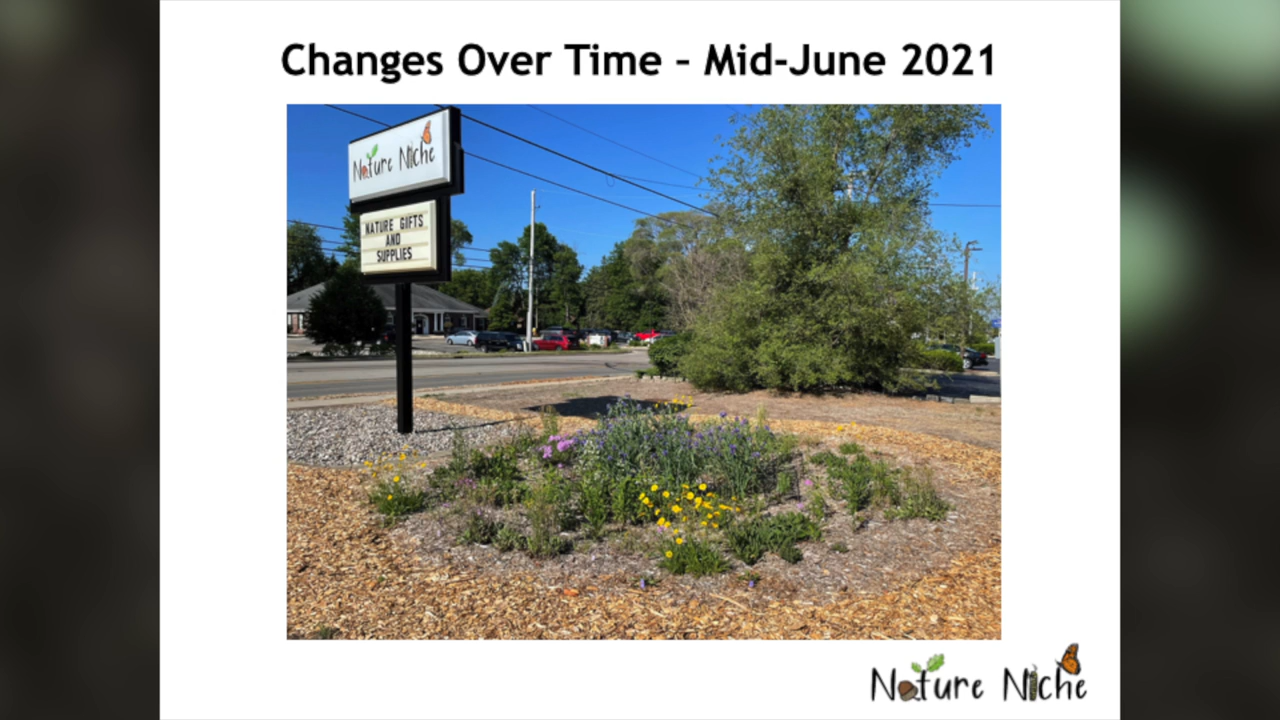 Changes Over Time – Mid-June 2021
Nature Niche
NATURE GIFTS
AND
SUPPLIES
Nature Niche